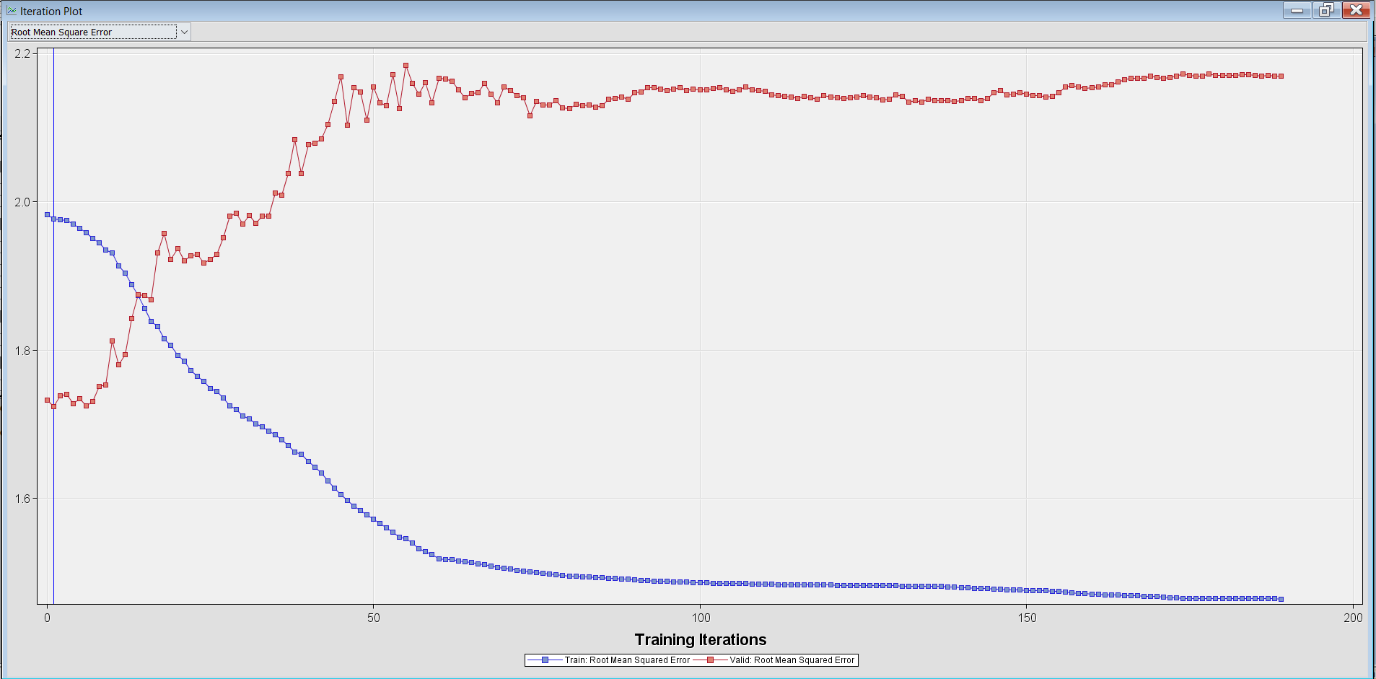 Iteration Plot
Root Mean Square Error
2.2
2.0
1.8
1.6
0 50 100 150 200
Training Iterations
Train: Root Mean Squared Error Valid: Root Mean Squared Error